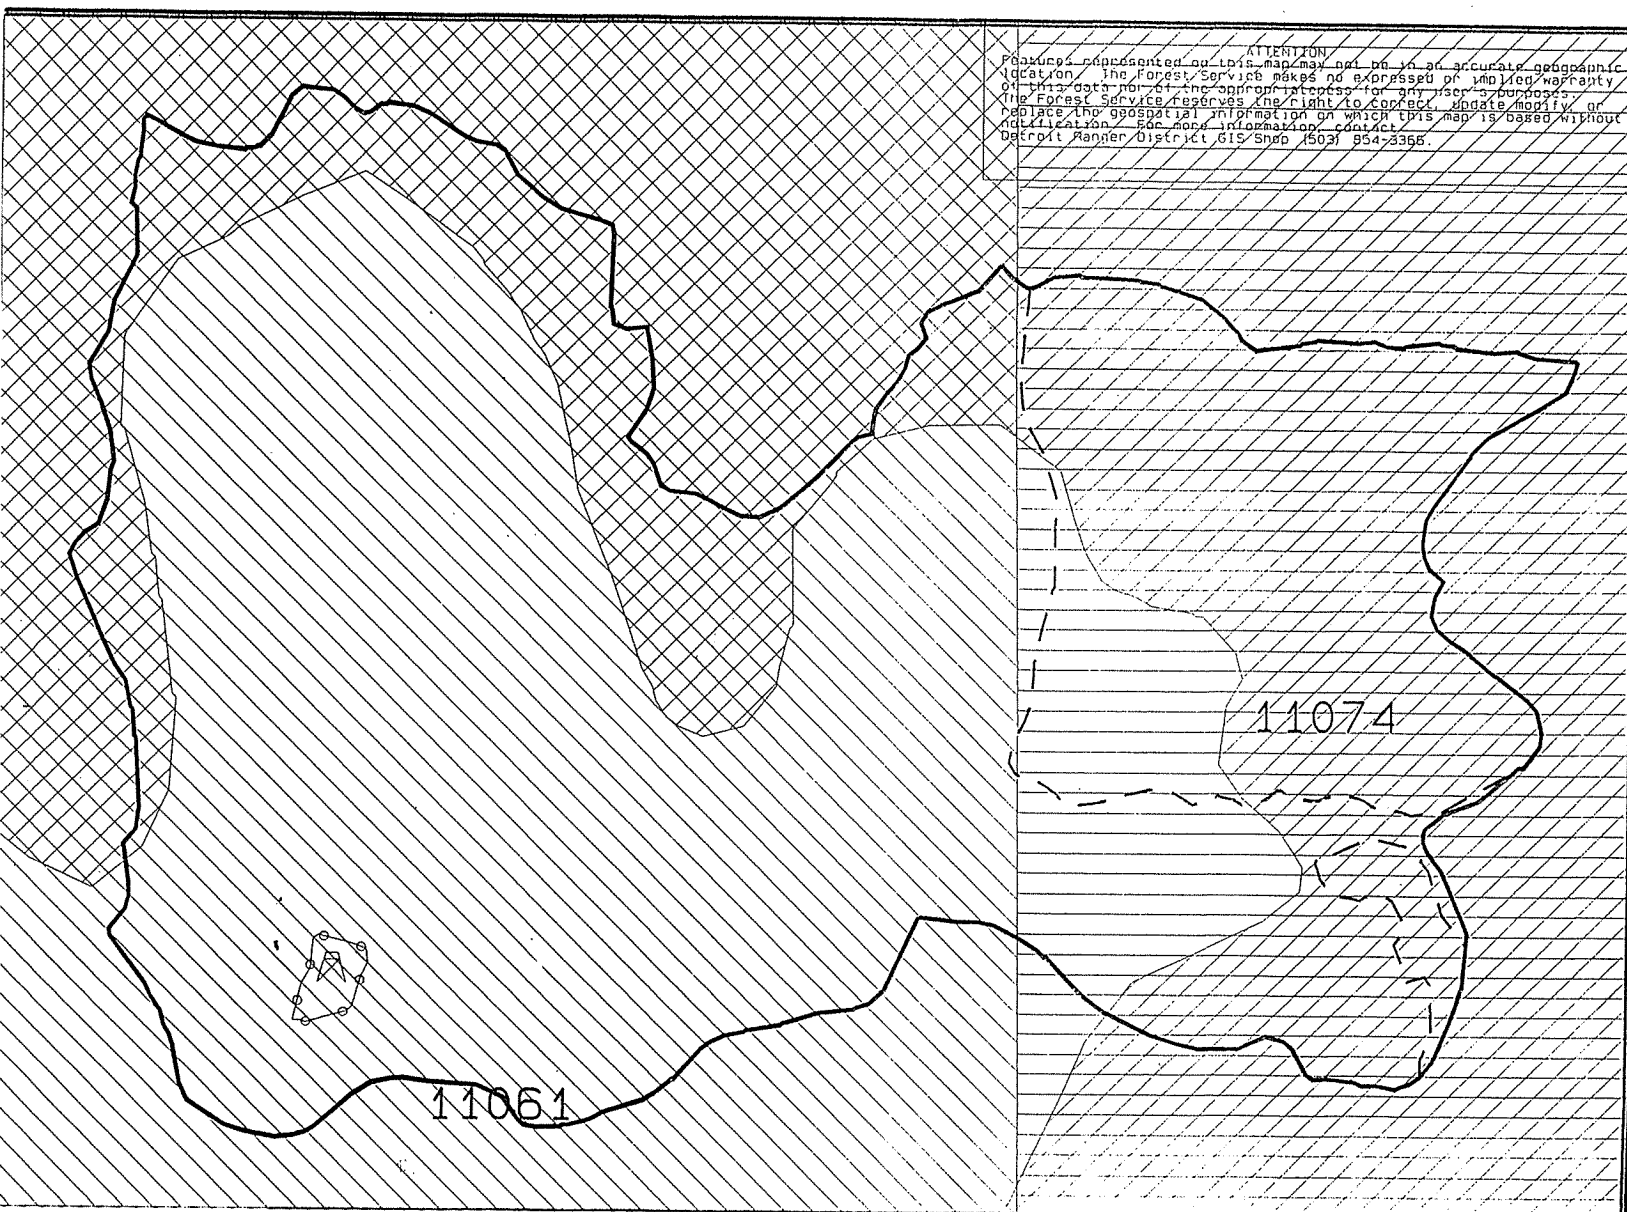 ATTENTION
Features represented on this map may not be in an accurate geographic
location. The Forest Service makes no expressed or implied warranty
of this data nor of the appropriateness for any user's purposes.
The Forest Service reserves the right to correct, update modify, or
replace the geospatial information on which this map is based without
notification. For more information, contact
Detroit Ranger District GIS Shop (503) 854-3366.
11074
11061